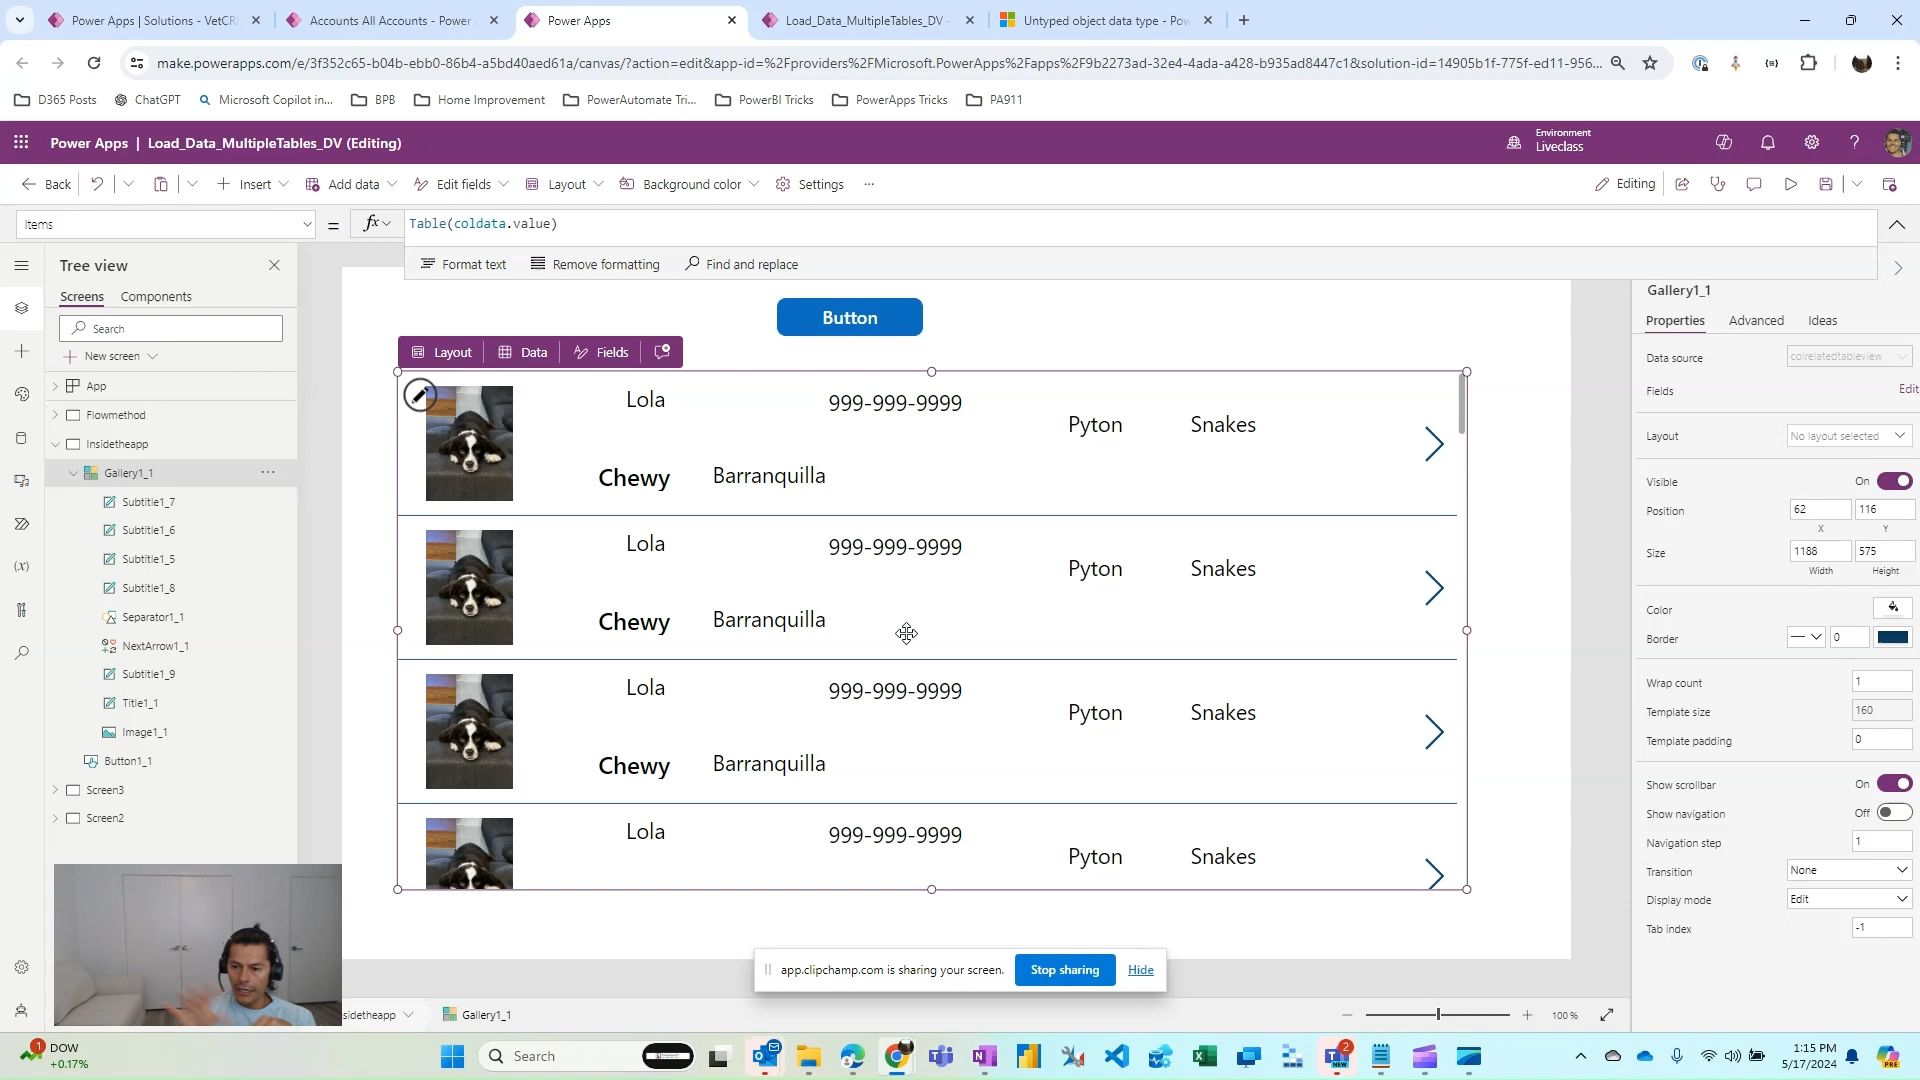 Power Apps | Solutions - VetCR
Accounts All Accounts - Power
Power Apps
Load_Data_MultipleTables_DV -
Untyped object data type - Pow
make.powerapps.com/e/3f352c65-b04b-ebb0-86b4-a5bd40aed61a/canvas/?action=edit&app-id=%2Fproviders%2FMicrosoft.PowerApps%2Fapps%2F9b2273ad-32e4-4ada-a428-b935ad8447c1&solution-id=14905b1f-775f-ed11-956...
D365 Posts
ChatGPT
Microsoft Copilot in...
BPB
Home Improvement
PowerAutomate Tri...
PowerBI Tricks
PowerApps Tricks
PA911
Power Apps | Load_Data_MultipleTables_DV (Editing)
Environment
Liveclass
Back
Insert
Add data
Edit fields
Layout
Background color
Settings
Editing
Items
= fx
Table(coldata.value)
Format text
Remove formatting
Find and replace
Tree view
Screens
Components
Search
New screen
App
Flowmethod
Insidetheapp
Gallery1_1
Subtitle1_7
Subtitle1_6
Subtitle1_5
Subtitle1_8
Separator1_1
NextArrow1_1
Subtitle1_9
Title1_1
Image1_1
Button1_1
Screen3
Screen2
Button
Layout
Data
Fields
Lola
999-999-9999
Pyton
Snakes
Chewy
Barranquilla
Lola
999-999-9999
Pyton
Snakes
Chewy
Barranquilla
Lola
999-999-9999
Pyton
Snakes
Chewy
Barranquilla
Lola
999-999-9999
Pyton
Snakes
Gallery1_1
Properties
Advanced
Ideas
Data source
colrelatedtableview
Fields
Edit
Layout
No layout selected
Visible
On
Position
62
116
X
Y
Size
1188
575
Width
Height
Color
Border
0
Wrap count
1
Template size
160
Template padding
0
Show scrollbar
On
Show navigation
Off
Navigation step
1
Transition
None
Display mode
Edit
Tab index
-1
app.clipchamp.com is sharing your screen.
Stop sharing
Hide
sidetheapp
Gallery1_1
100 %
1
DOW
+0.17%
Search
2
NEW
1:15 PM
5/17/2024
PRE